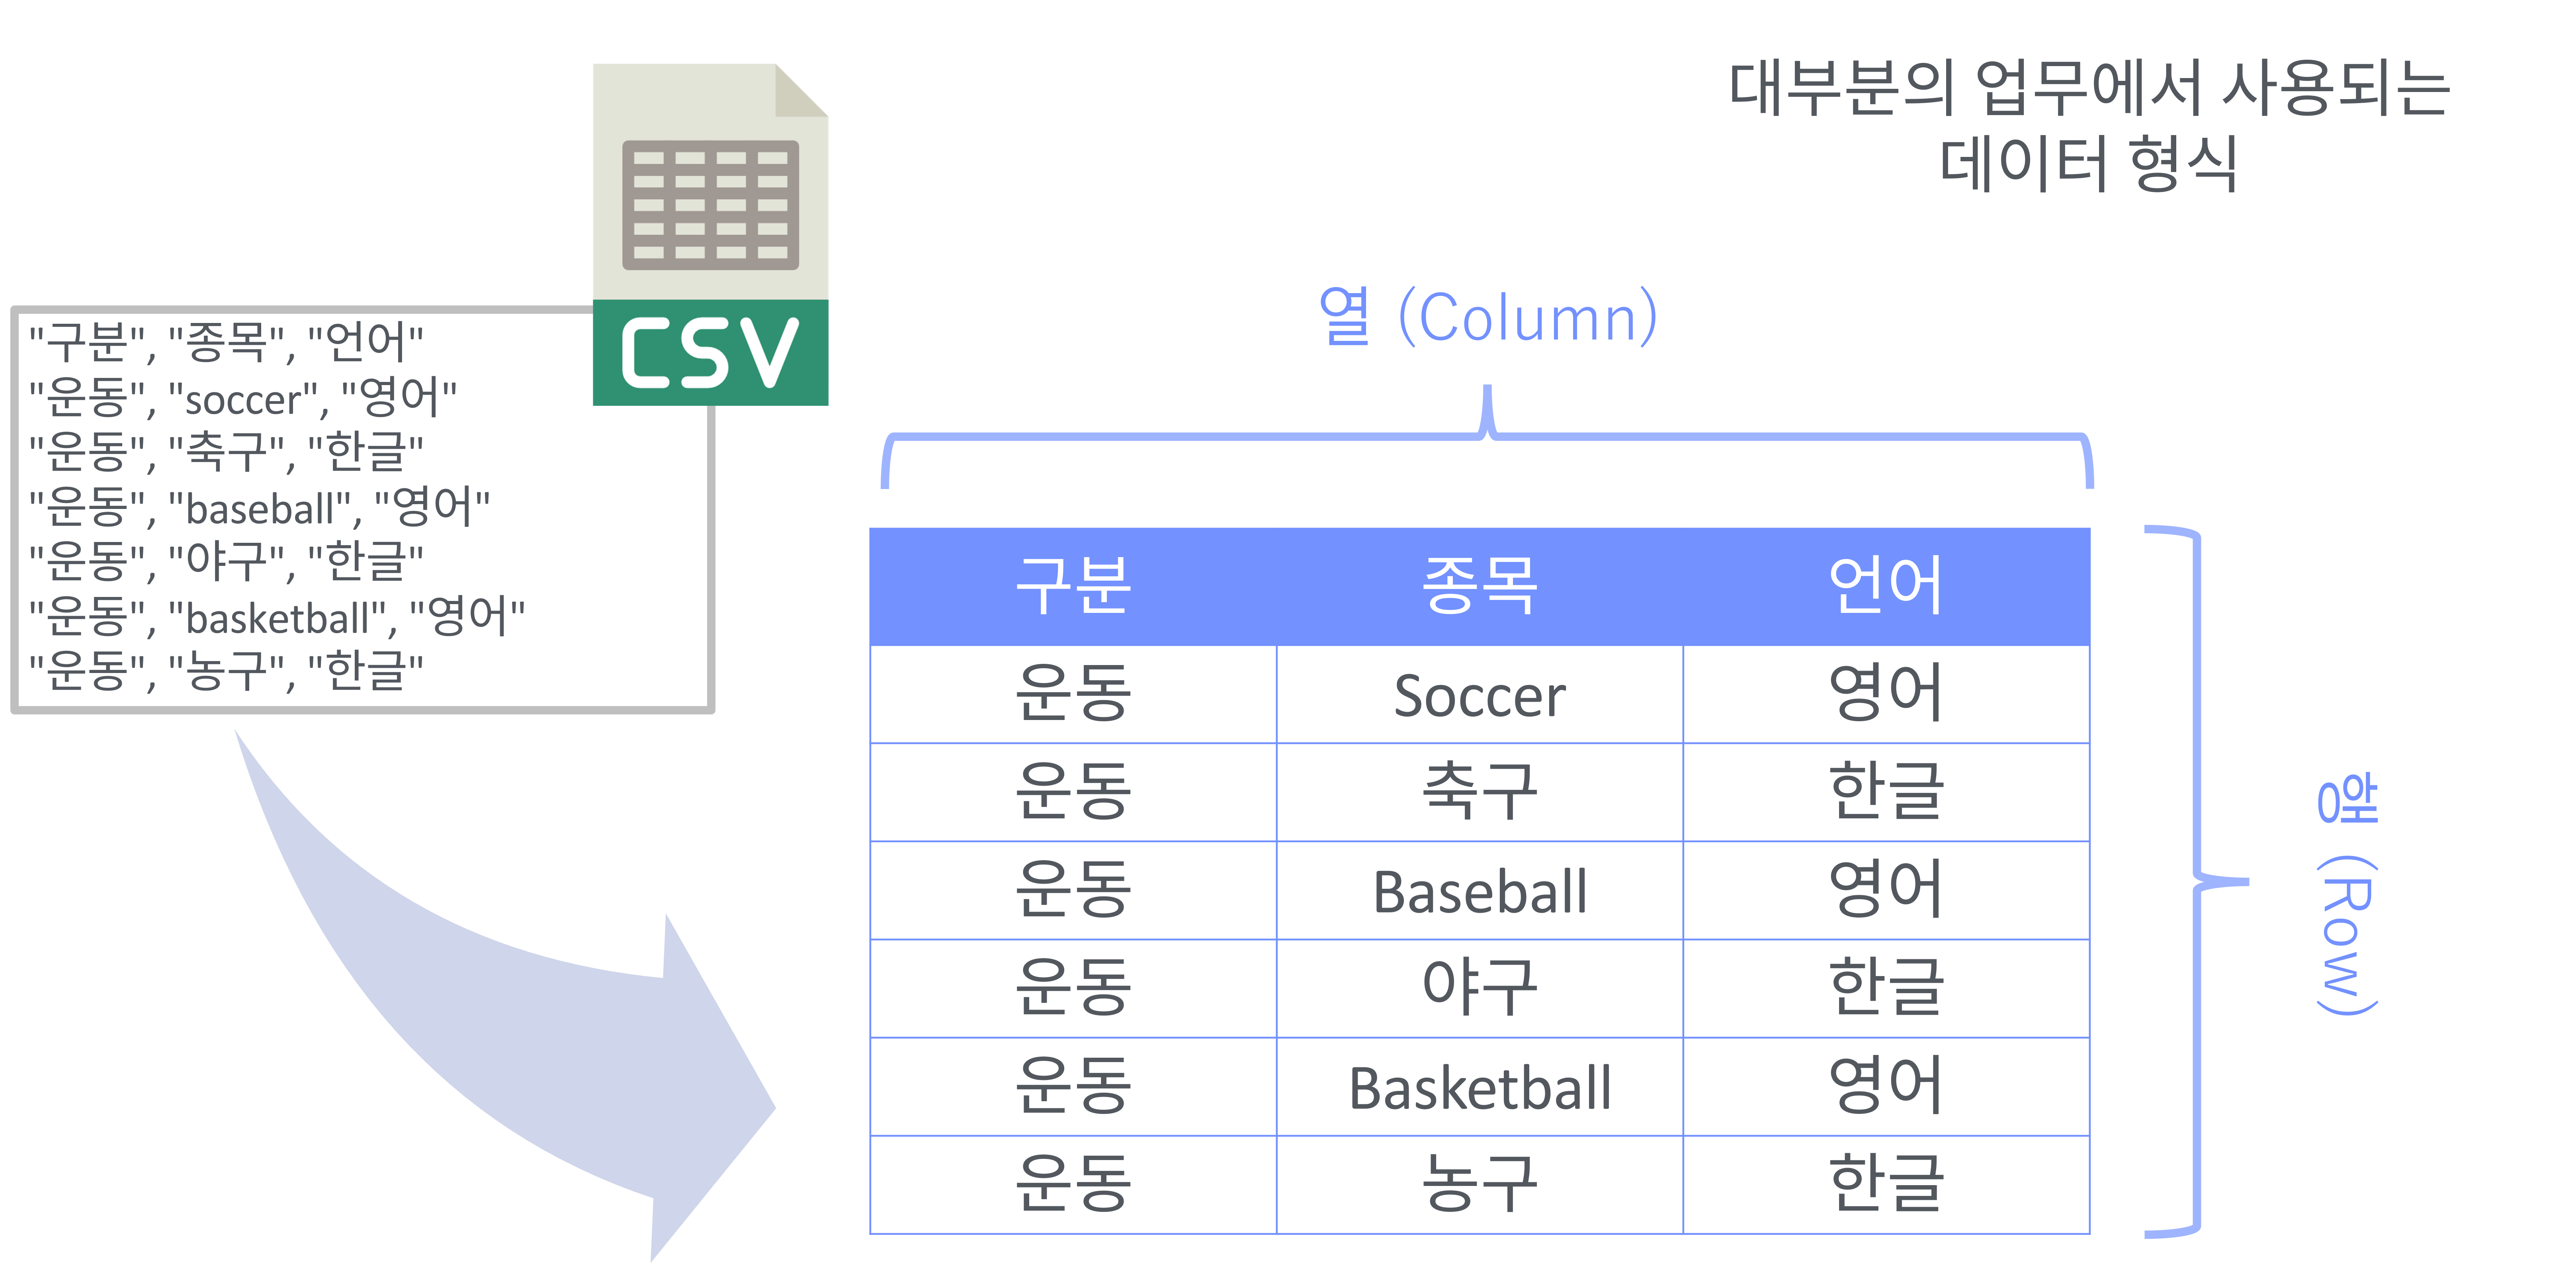 대부분의 업무에서 사용되는
데이터 형식
CSV
"구분", "종목", "언어"
"운동", "soccer", "영어"
"운동", "축구", "한글"
"운동", "baseball", "영어"
"운동", "야구", "한글"
"운동", "basketball", "영어"
"운동", "농구", "한글"
열 (Column)
구분 종목 언어
운동 Soccer 영어
운동 축구 한글
운동 Baseball 영어
운동 야구 한글
운동 Basketball 영어
운동 농구 한글
행 (Row)